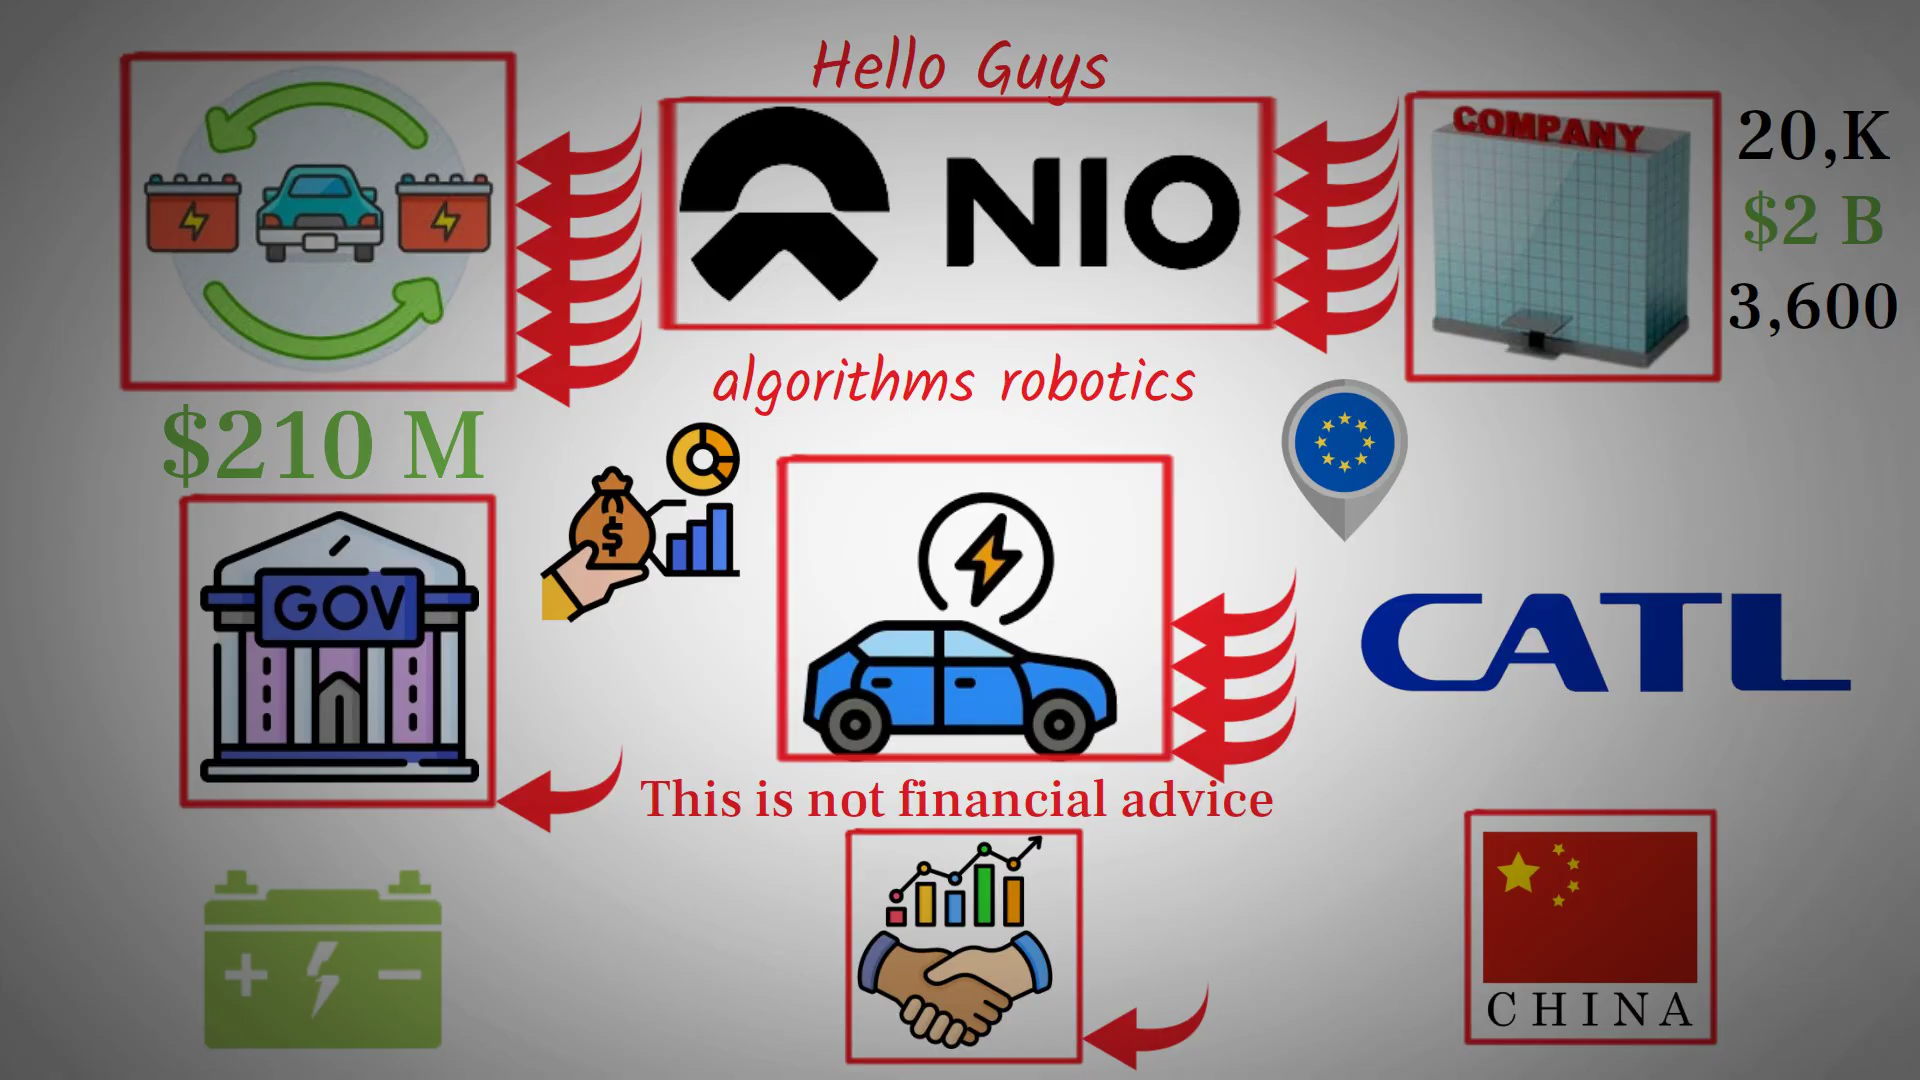 Hello Guys
NIO
COMPANY
20,K
$2 B
3,600
algorithms robotics
$210 M
$
GOV
CATL
This is not financial advice
CHINA